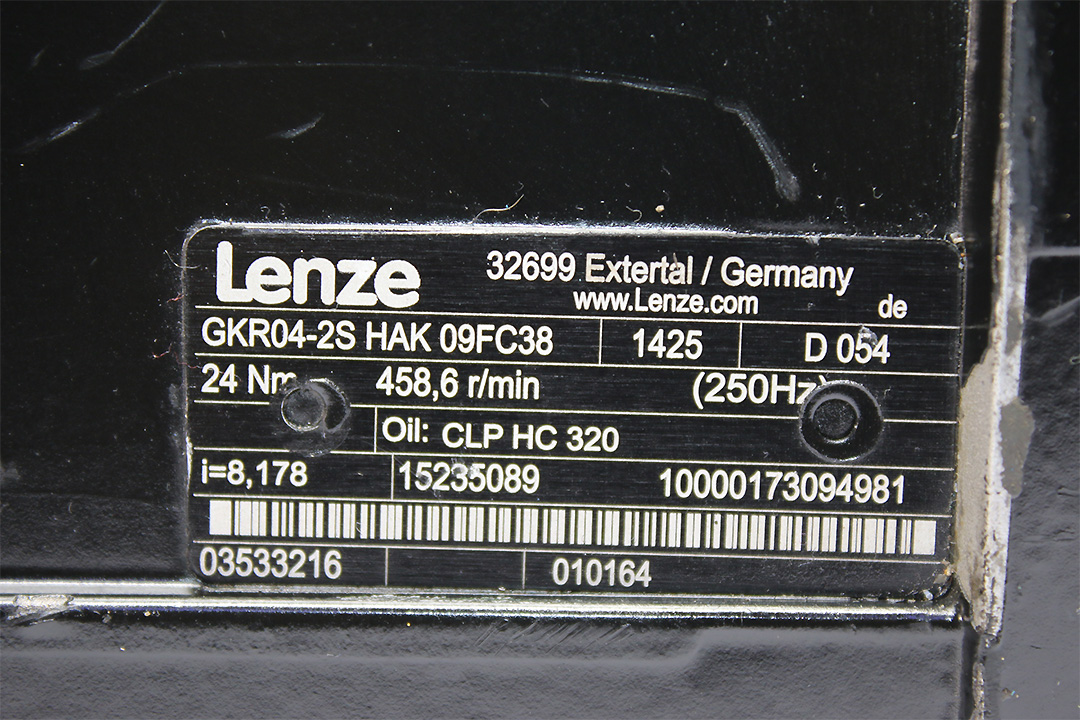 Lenze 32699 Extertal / Germany
www.Lenze.com de
GKR04-2S HAK 09FC38 1425 D 054
24 Nm 458,6 r/min (250Hz)
Oil: CLP HC 320
i=8,178 15235089 10000173094981
03533216 010164